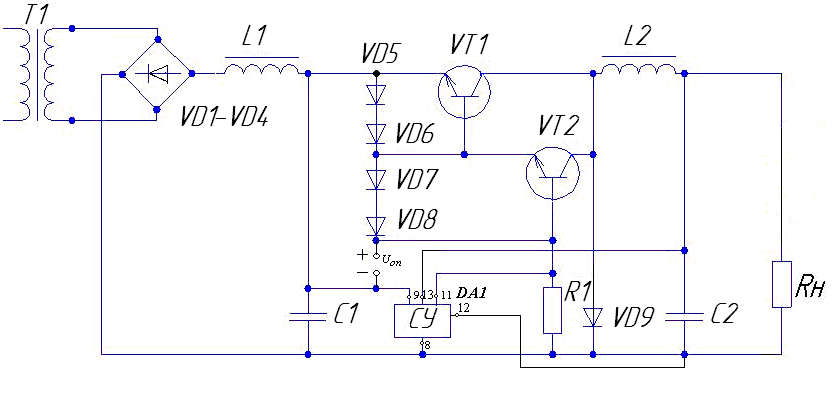 T1
L1
VD5
VT1
L2
VD1-VD4
VD6
VT2
VD7
VD8
+
Uоп
−
9 13 11 DA1
12
СУ
8
C1
R1
VD9
C2
Rн